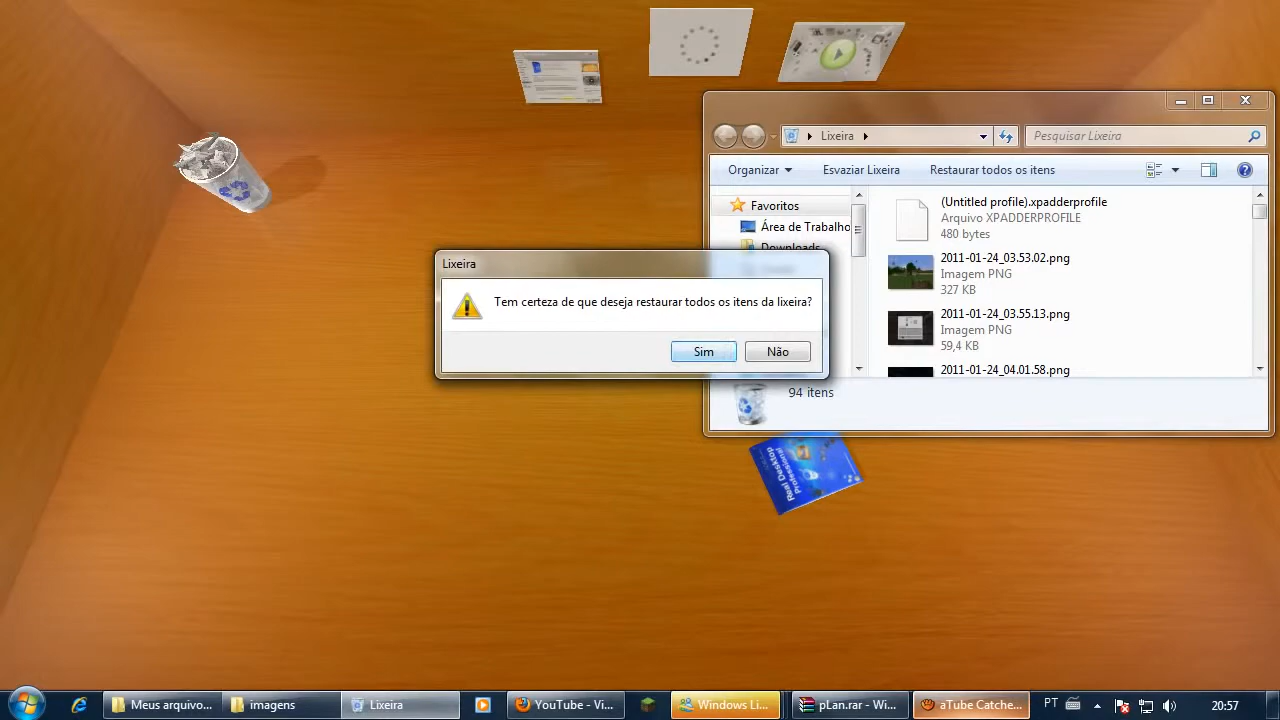 Lixeira
Pesquisar Lixeira
Organizar
Esvaziar Lixeira
Restaurar todos os itens
Favoritos
Área de Trabalho
Downloads
(Untitled profile).xpadderprofile
Arquivo XPADDERPROFILE
480 bytes
2011-01-24_03.53.02.png
Imagem PNG
327 KB
2011-01-24_03.55.13.png
Imagem PNG
59,4 KB
2011-01-24_04.01.58.png
94 itens
Lixeira
Tem certeza de que deseja restaurar todos os itens da lixeira?
Sim
Não
Real Desktop
Professional
Meus arquivo...
imagens
Lixeira
YouTube - Vi...
Windows Li...
pLan.rar - Wi...
aTube Catche...
PT
20:57